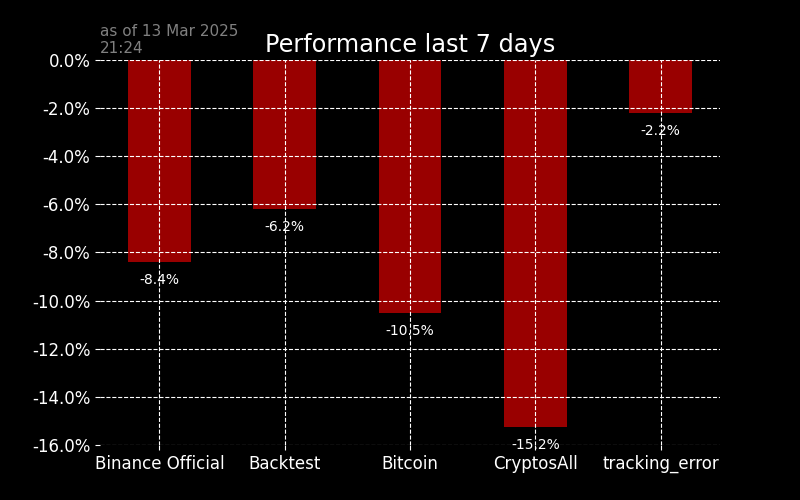 as of 13 Mar 2025
21:24
Performance last 7 days
0.0%
-2.0%
-4.0%
-6.0%
-8.0%
-10.0%
-12.0%
-14.0%
-16.0%
-8.4%
-6.2%
-10.5%
-15.2%
-2.2%
Binance Official
Backtest
Bitcoin
CryptosAll
tracking_error